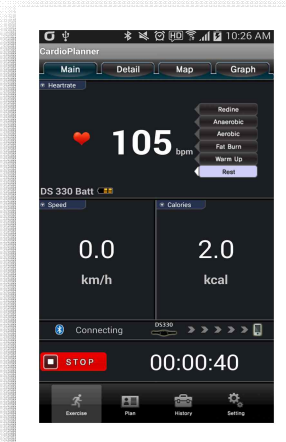 HD 10:26 AM
CardioPlanner
Main Detail Map Graph
Heartrate
105 bpm
Redine
Anaerobic
Aerobic
Fat Burn
Warm Up
Rest
DS 330 Batt
Speed Calories
0.0 2.0
km/h kcal
Connecting DS330
STOP 00:00:40
Exercise Plan History Setting